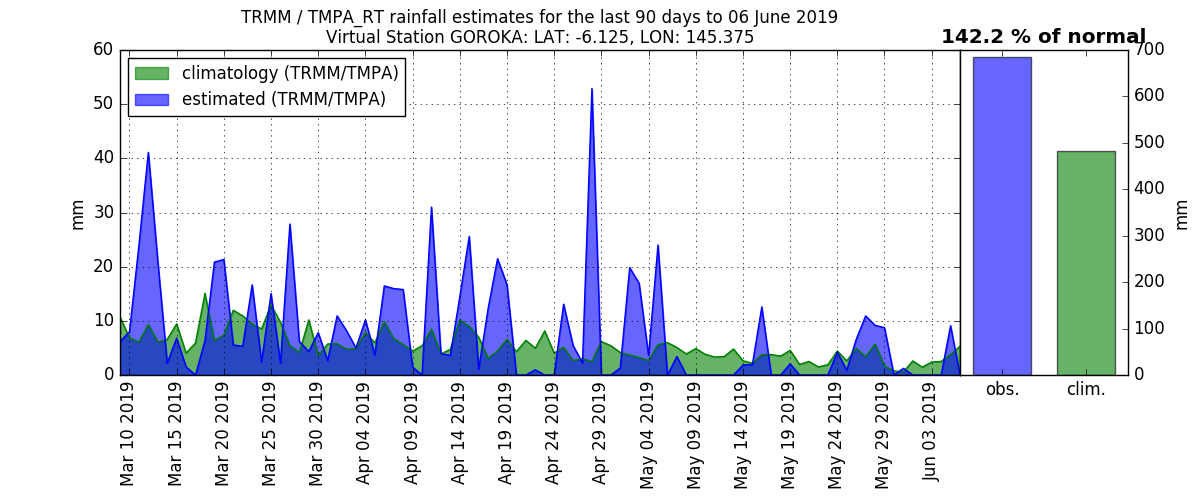 TRMM / TMPA_RT rainfall estimates for the last 90 days to 06 June 2019
Virtual Station GOROKA: LAT: -6.125, LON: 145.375
142.2 % of normal
climatology (TRMM/TMPA)
estimated (TRMM/TMPA)
60
50
40
30
20
10
0
mm
700
600
500
400
300
200
100
0
mm
Mar 10 2019
Mar 15 2019
Mar 20 2019
Mar 25 2019
Mar 30 2019
Apr 04 2019
Apr 09 2019
Apr 14 2019
Apr 19 2019
Apr 24 2019
Apr 29 2019
May 04 2019
May 09 2019
May 14 2019
May 19 2019
May 24 2019
May 29 2019
Jun 03 2019
obs.
clim.